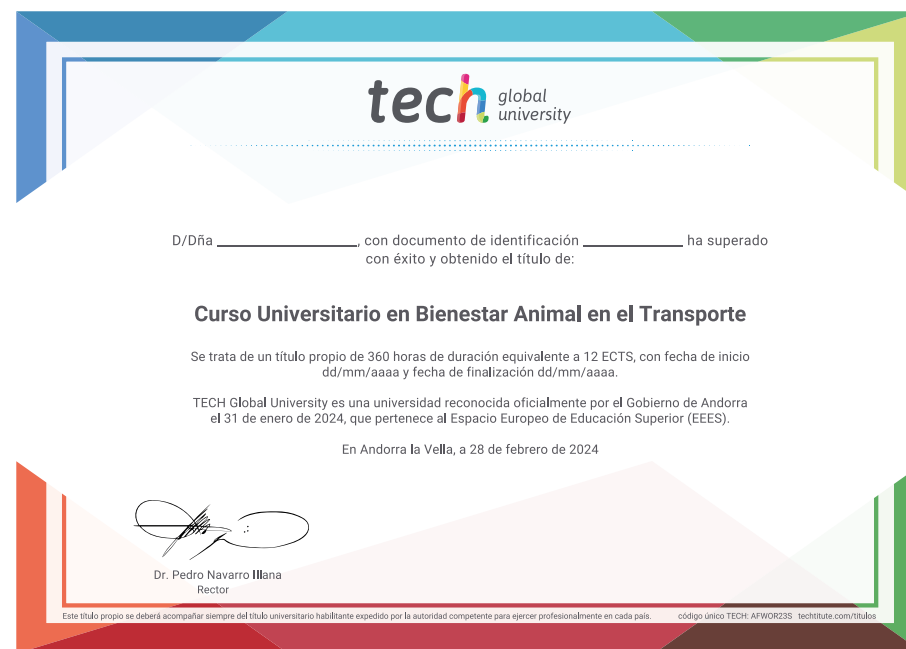 tech global university
D/Dña ____________________, con documento de identificación ______________ ha superado
con éxito y obtenido el título de:
Curso Universitario en Bienestar Animal en el Transporte
Se trata de un título propio de 360 horas de duración equivalente a 12 ECTS, con fecha de inicio
dd/mm/aaaa y fecha de finalización dd/mm/aaaa.
TECH Global University es una universidad reconocida oficialmente por el Gobierno de Andorra
el 31 de enero de 2024, que pertenece al Espacio Europeo de Educación Superior (EEES).
En Andorra la Vella, a 28 de febrero de 2024
Dr. Pedro Navarro Illana
Rector
Este título propio se deberá acompañar siempre del título universitario habilitante expedido por la autoridad competente para ejercer profesionalmente en cada país. código único TECH: AFWOR23S techtitute.com/titulos